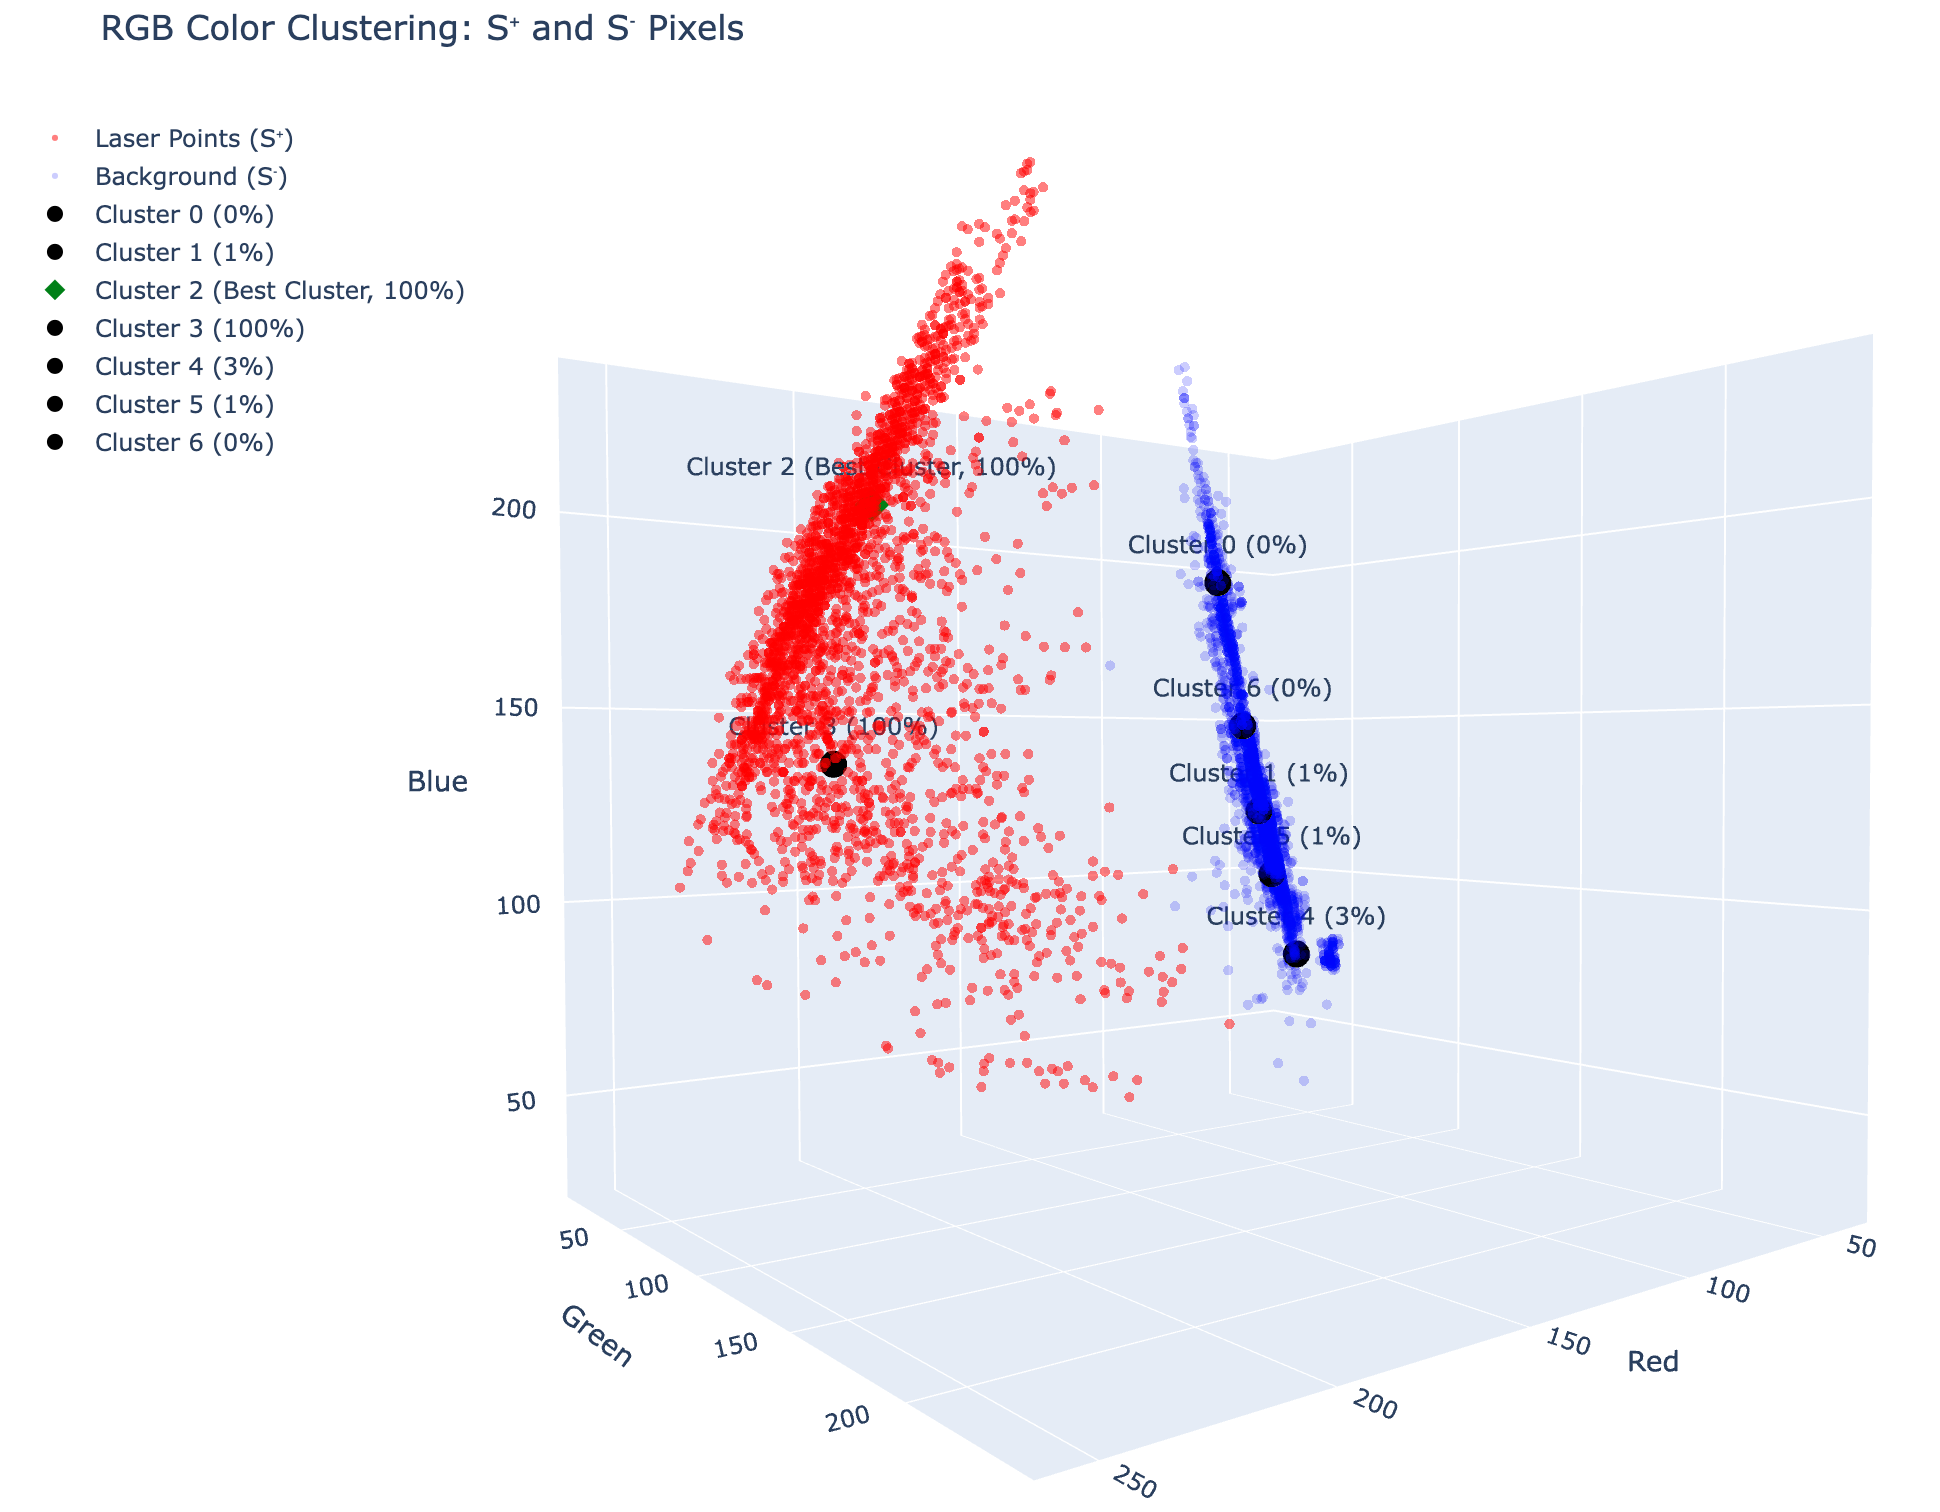 RGB Color Clustering: S⁺ and S⁻ Pixels
Laser Points (S⁺)
Background (S⁻)
Cluster 0 (0%)
Cluster 1 (1%)
Cluster 2 (Best Cluster, 100%)
Cluster 3 (100%)
Cluster 4 (3%)
Cluster 5 (1%)
Cluster 6 (0%)
Cluster 2 (Best Cluster, 100%)
Cluster 0 (0%)
Cluster 6 (0%)
Cluster 3 (100%)
Cluster 1 (1%)
Cluster 5 (1%)
Cluster 4 (3%)
200
150
Blue
100
50
50
100
Green
150
200
50
100
150
Red
200
250